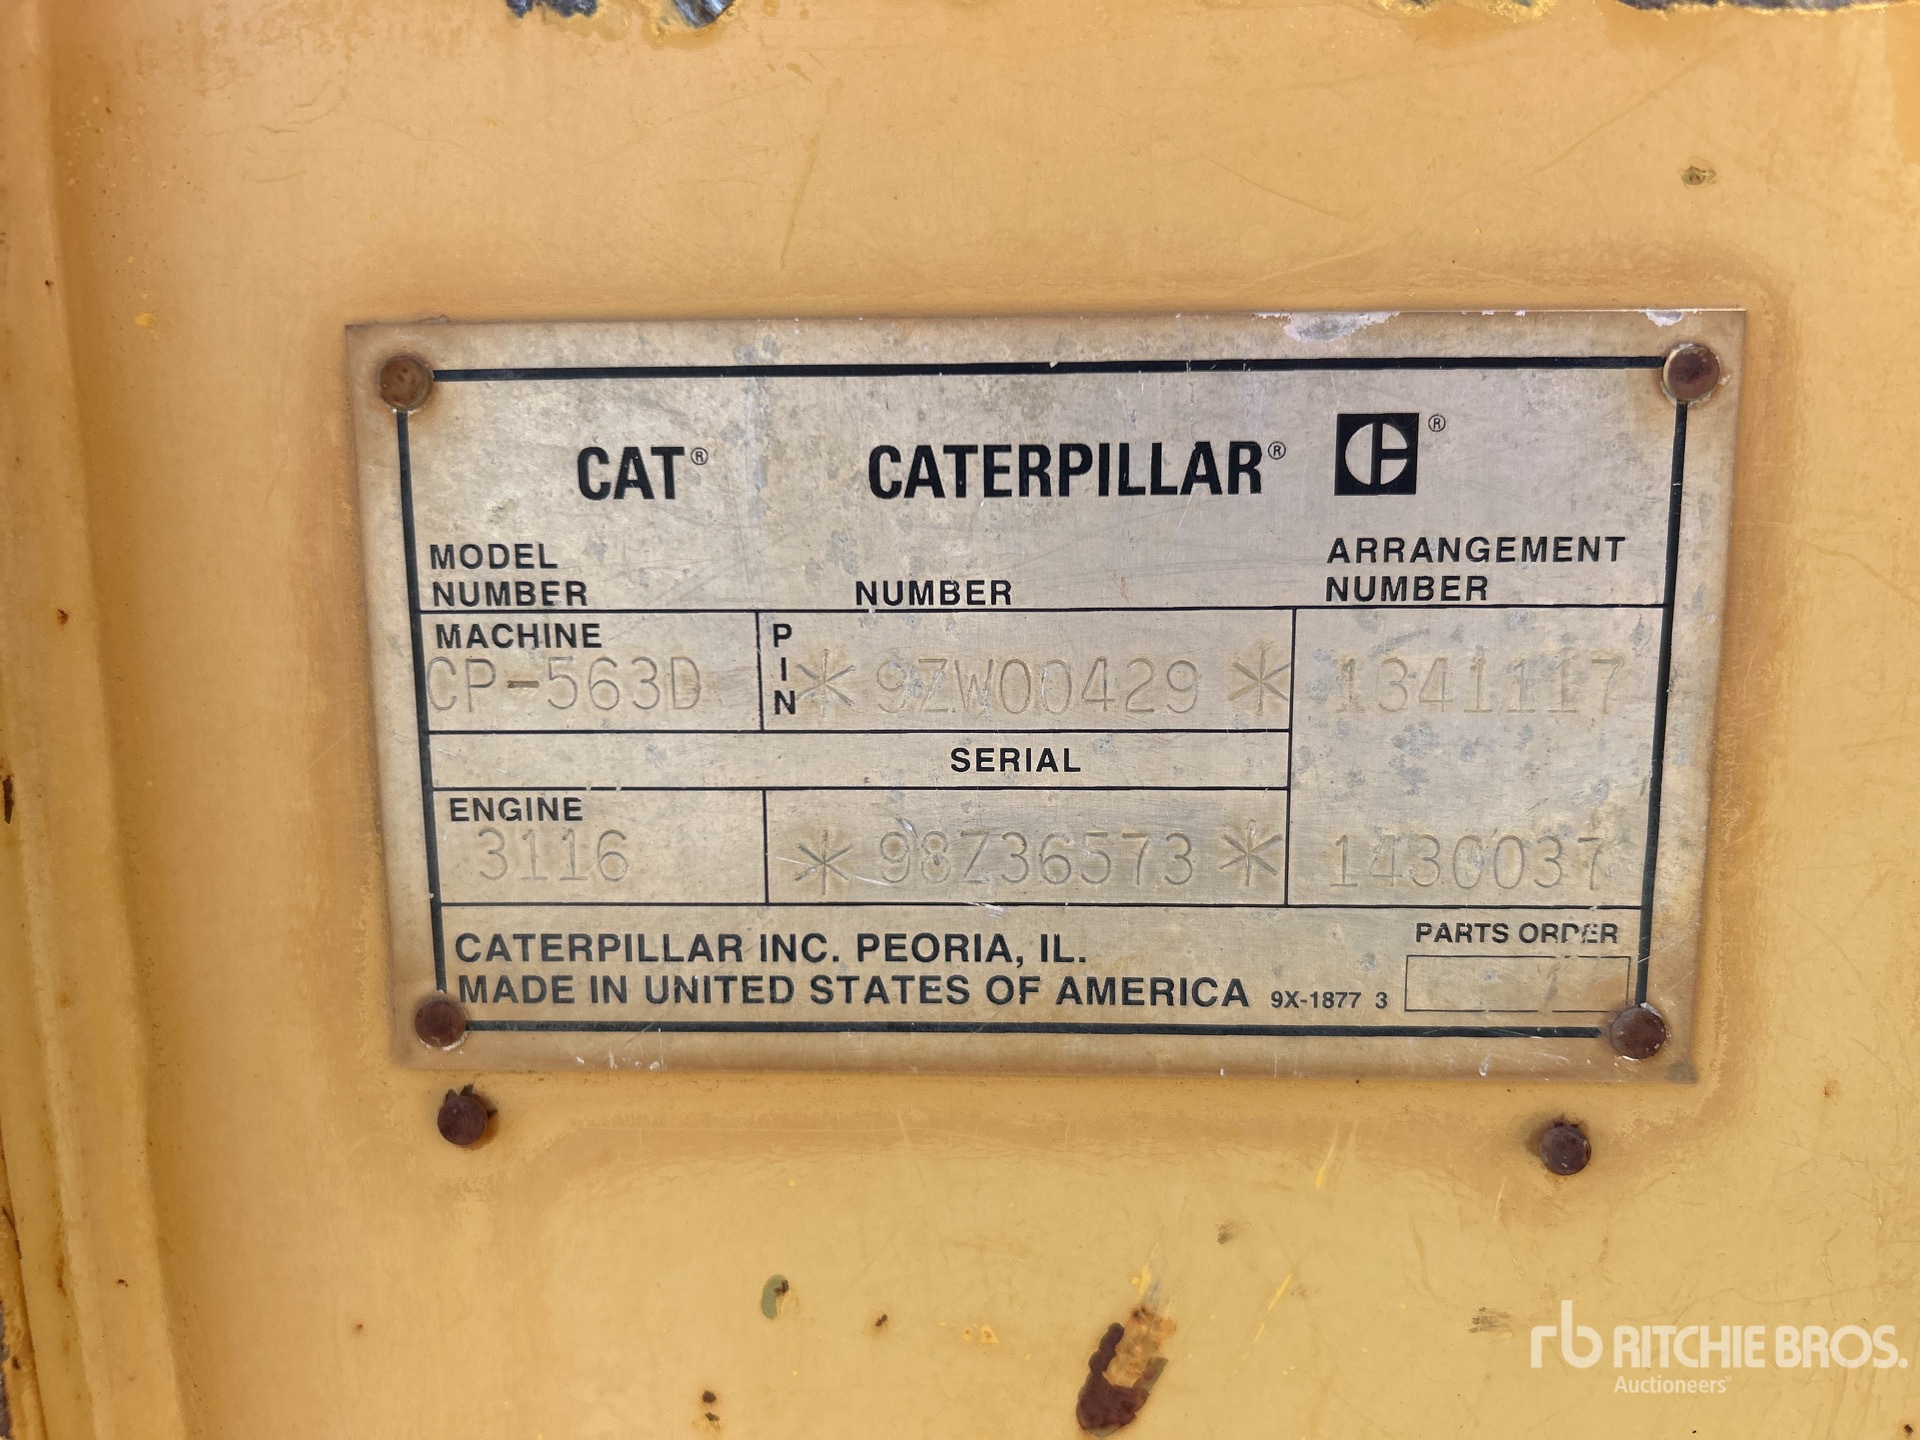 CAT® CATERPILLAR® ®
MODEL NUMBER
NUMBER
ARRANGEMENT NUMBER
MACHINE
CP-563D
PIN
*9ZW00429*
1341117
SERIAL
ENGINE
3116
*98Z36573*
1430037
CATERPILLAR INC. PEORIA, IL.
MADE IN UNITED STATES OF AMERICA 9X-1877 3
PARTS ORDER
rb RITCHIE BROS.
Auctioneers